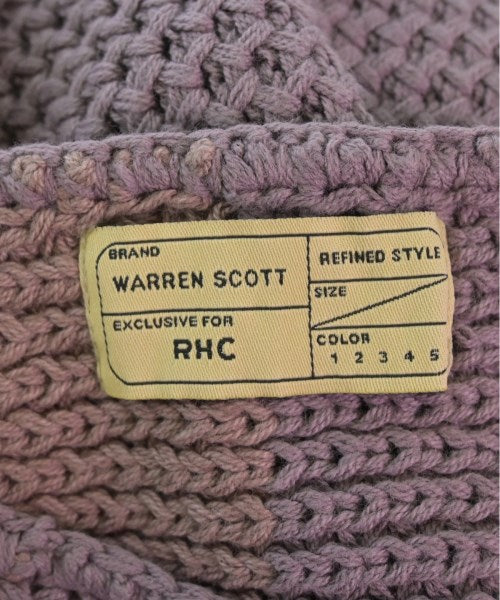 BRAND
WARREN SCOTT
EXCLUSIVE FOR
RHC
REFINED STYLE
SIZE
COLOR
1 2 3 4 5